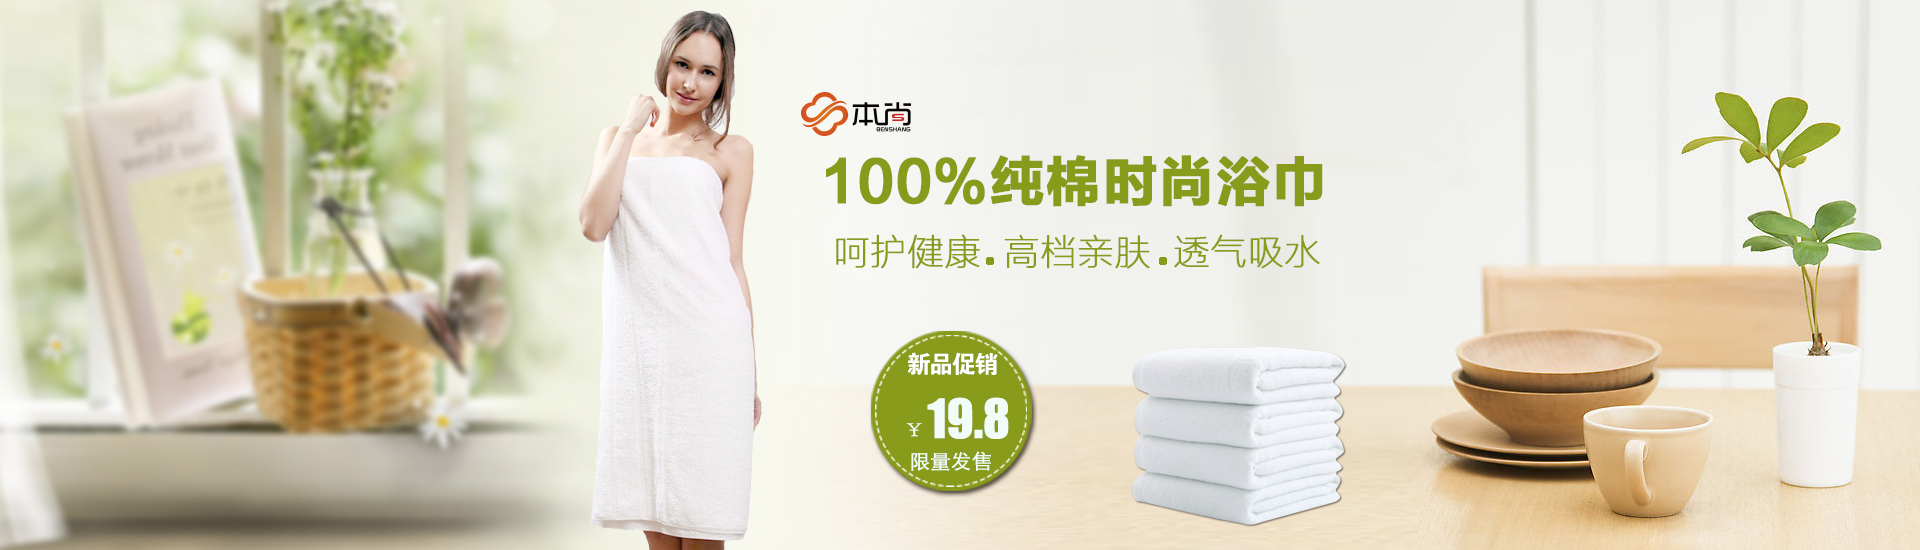 本尚
BENSHANG
100%纯棉时尚浴巾
呵护健康.高档亲肤.透气吸水
新品促销
¥ 19.8
限量发售